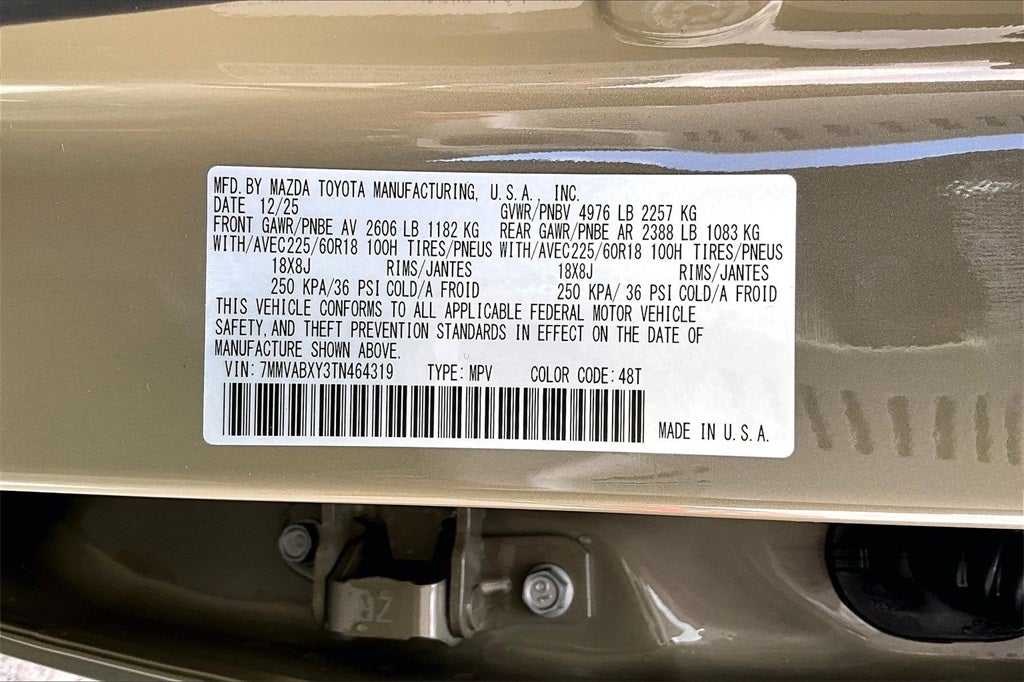 MFD. BY MAZDA TOYOTA MANUFACTURING, U.S.A., INC.
DATE 12/25 GVWR/PNBV 4976 LB 2257 KG
FRONT GAWR/PNBE AV 2606 LB 1182 KG REAR GAWR/PNBE AR 2388 LB 1083 KG
WITH/AVEC225/60R18 100H TIRES/PNEUS WITH/AVEC225/60R18 100H TIRES/PNEUS
18X8J RIMS/JANTES 18X8J RIMS/JANTES
250 KPA/36 PSI COLD/A FROID 250 KPA/ 36 PSI COLD/A FROID
THIS VEHICLE CONFORMS TO ALL APPLICABLE FEDERAL MOTOR VEHICLE
SAFETY, AND THEFT PREVENTION STANDARDS IN EFFECT ON THE DATE OF
MANUFACTURE SHOWN ABOVE.
VIN: 7MMVABXY3TN464319 TYPE: MPV COLOR CODE: 48T
MADE IN U.S.A.